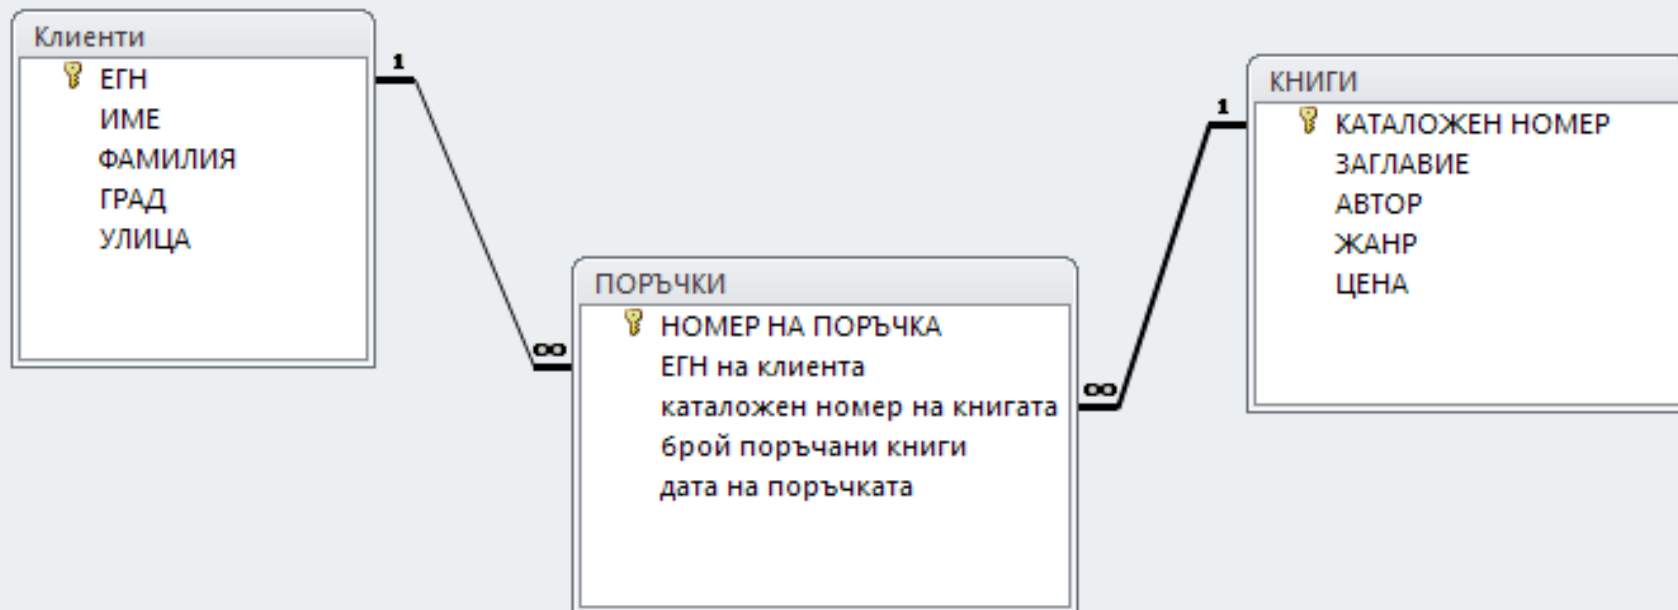 Клиенти
ЕГН
ИМЕ
ФАМИЛИЯ
ГРАД
УЛИЦА
1
∞
ПОРЪЧКИ
НОМЕР НА ПОРЪЧКА
ЕГН на клиента
каталожен номер на книгата
брой поръчани книги
дата на поръчката
∞
1
КНИГИ
КАТАЛОЖЕН НОМЕР
ЗАГЛАВИЕ
АВТОР
ЖАНР
ЦЕНА